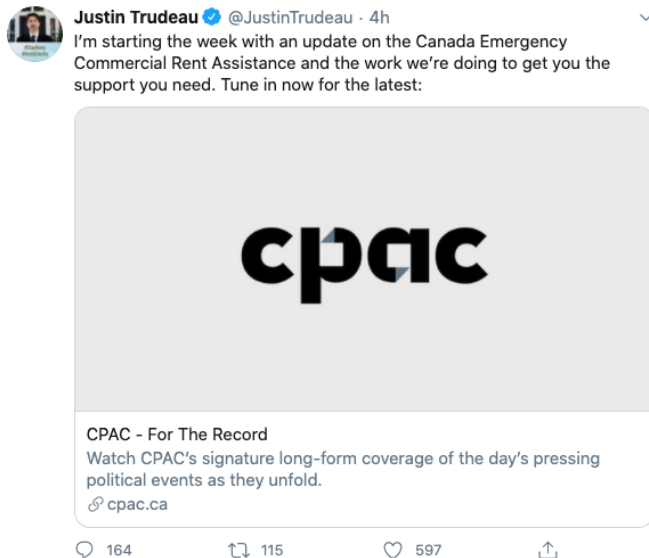 Justin Trudeau @JustinTrudeau · 4h
I'm starting the week with an update on the Canada Emergency
Commercial Rent Assistance and the work we're doing to get you the
support you need. Tune in now for the latest:
cpac
CPAC - For The Record
Watch CPAC's signature long-form coverage of the day's pressing
political events as they unfold.
cpac.ca
164 115 597